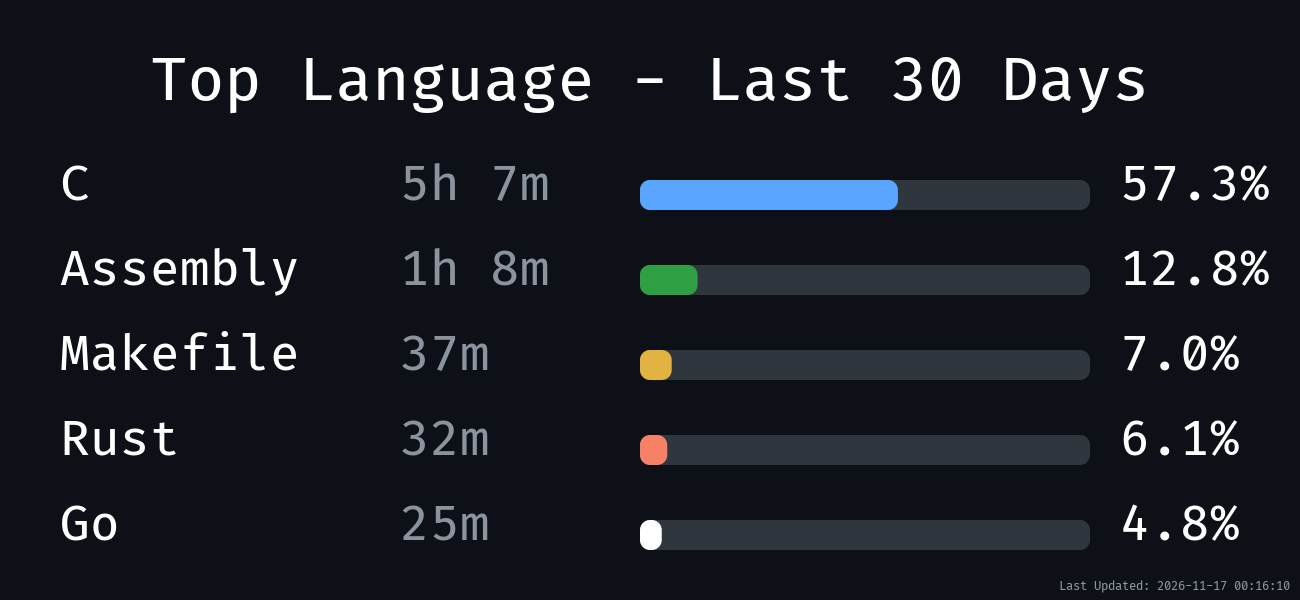 Top Language - Last 30 Days
C 5h 7m 57.3%
Assembly 1h 8m 12.8%
Makefile 37m 7.0%
Rust 32m 6.1%
Go 25m 4.8%
Last Updated: 2026-11-17 00:16:10